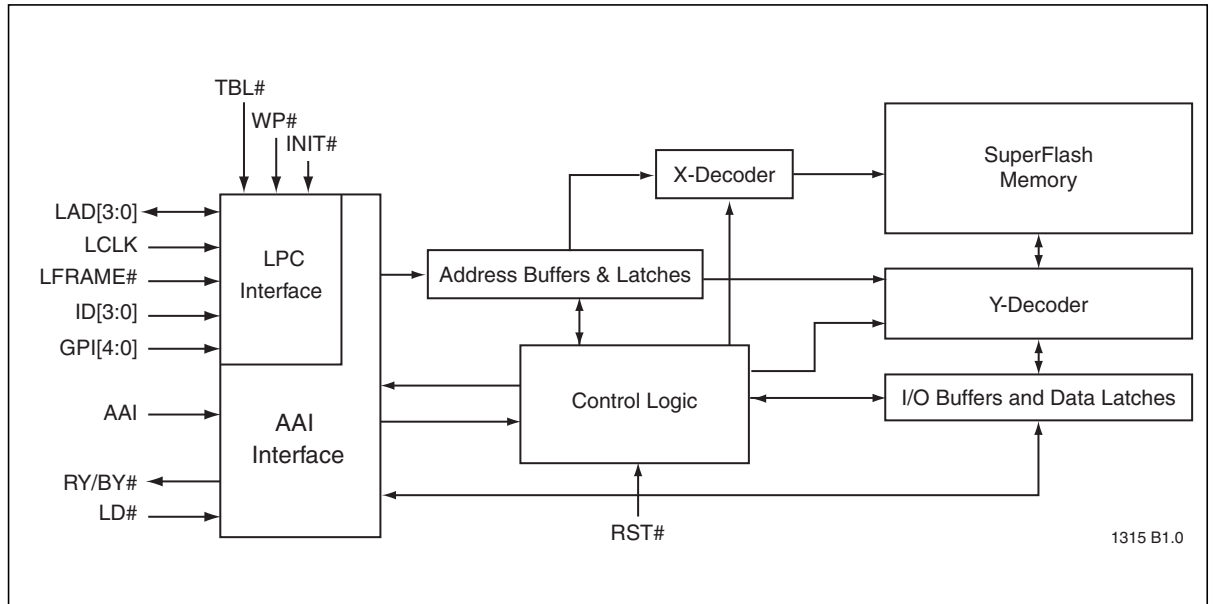 TBL#
WP#
INIT#
LAD[3:0]
LCLK
LFRAME#
ID[3:0]
GPI[4:0]
AAI
RY/BY#
LD#
LPC
Interface
AAI
Interface
Address Buffers & Latches
X-Decoder
Control Logic
RST#
SuperFlash
Memory
Y-Decoder
I/O Buffers and Data Latches
1315 B1.0